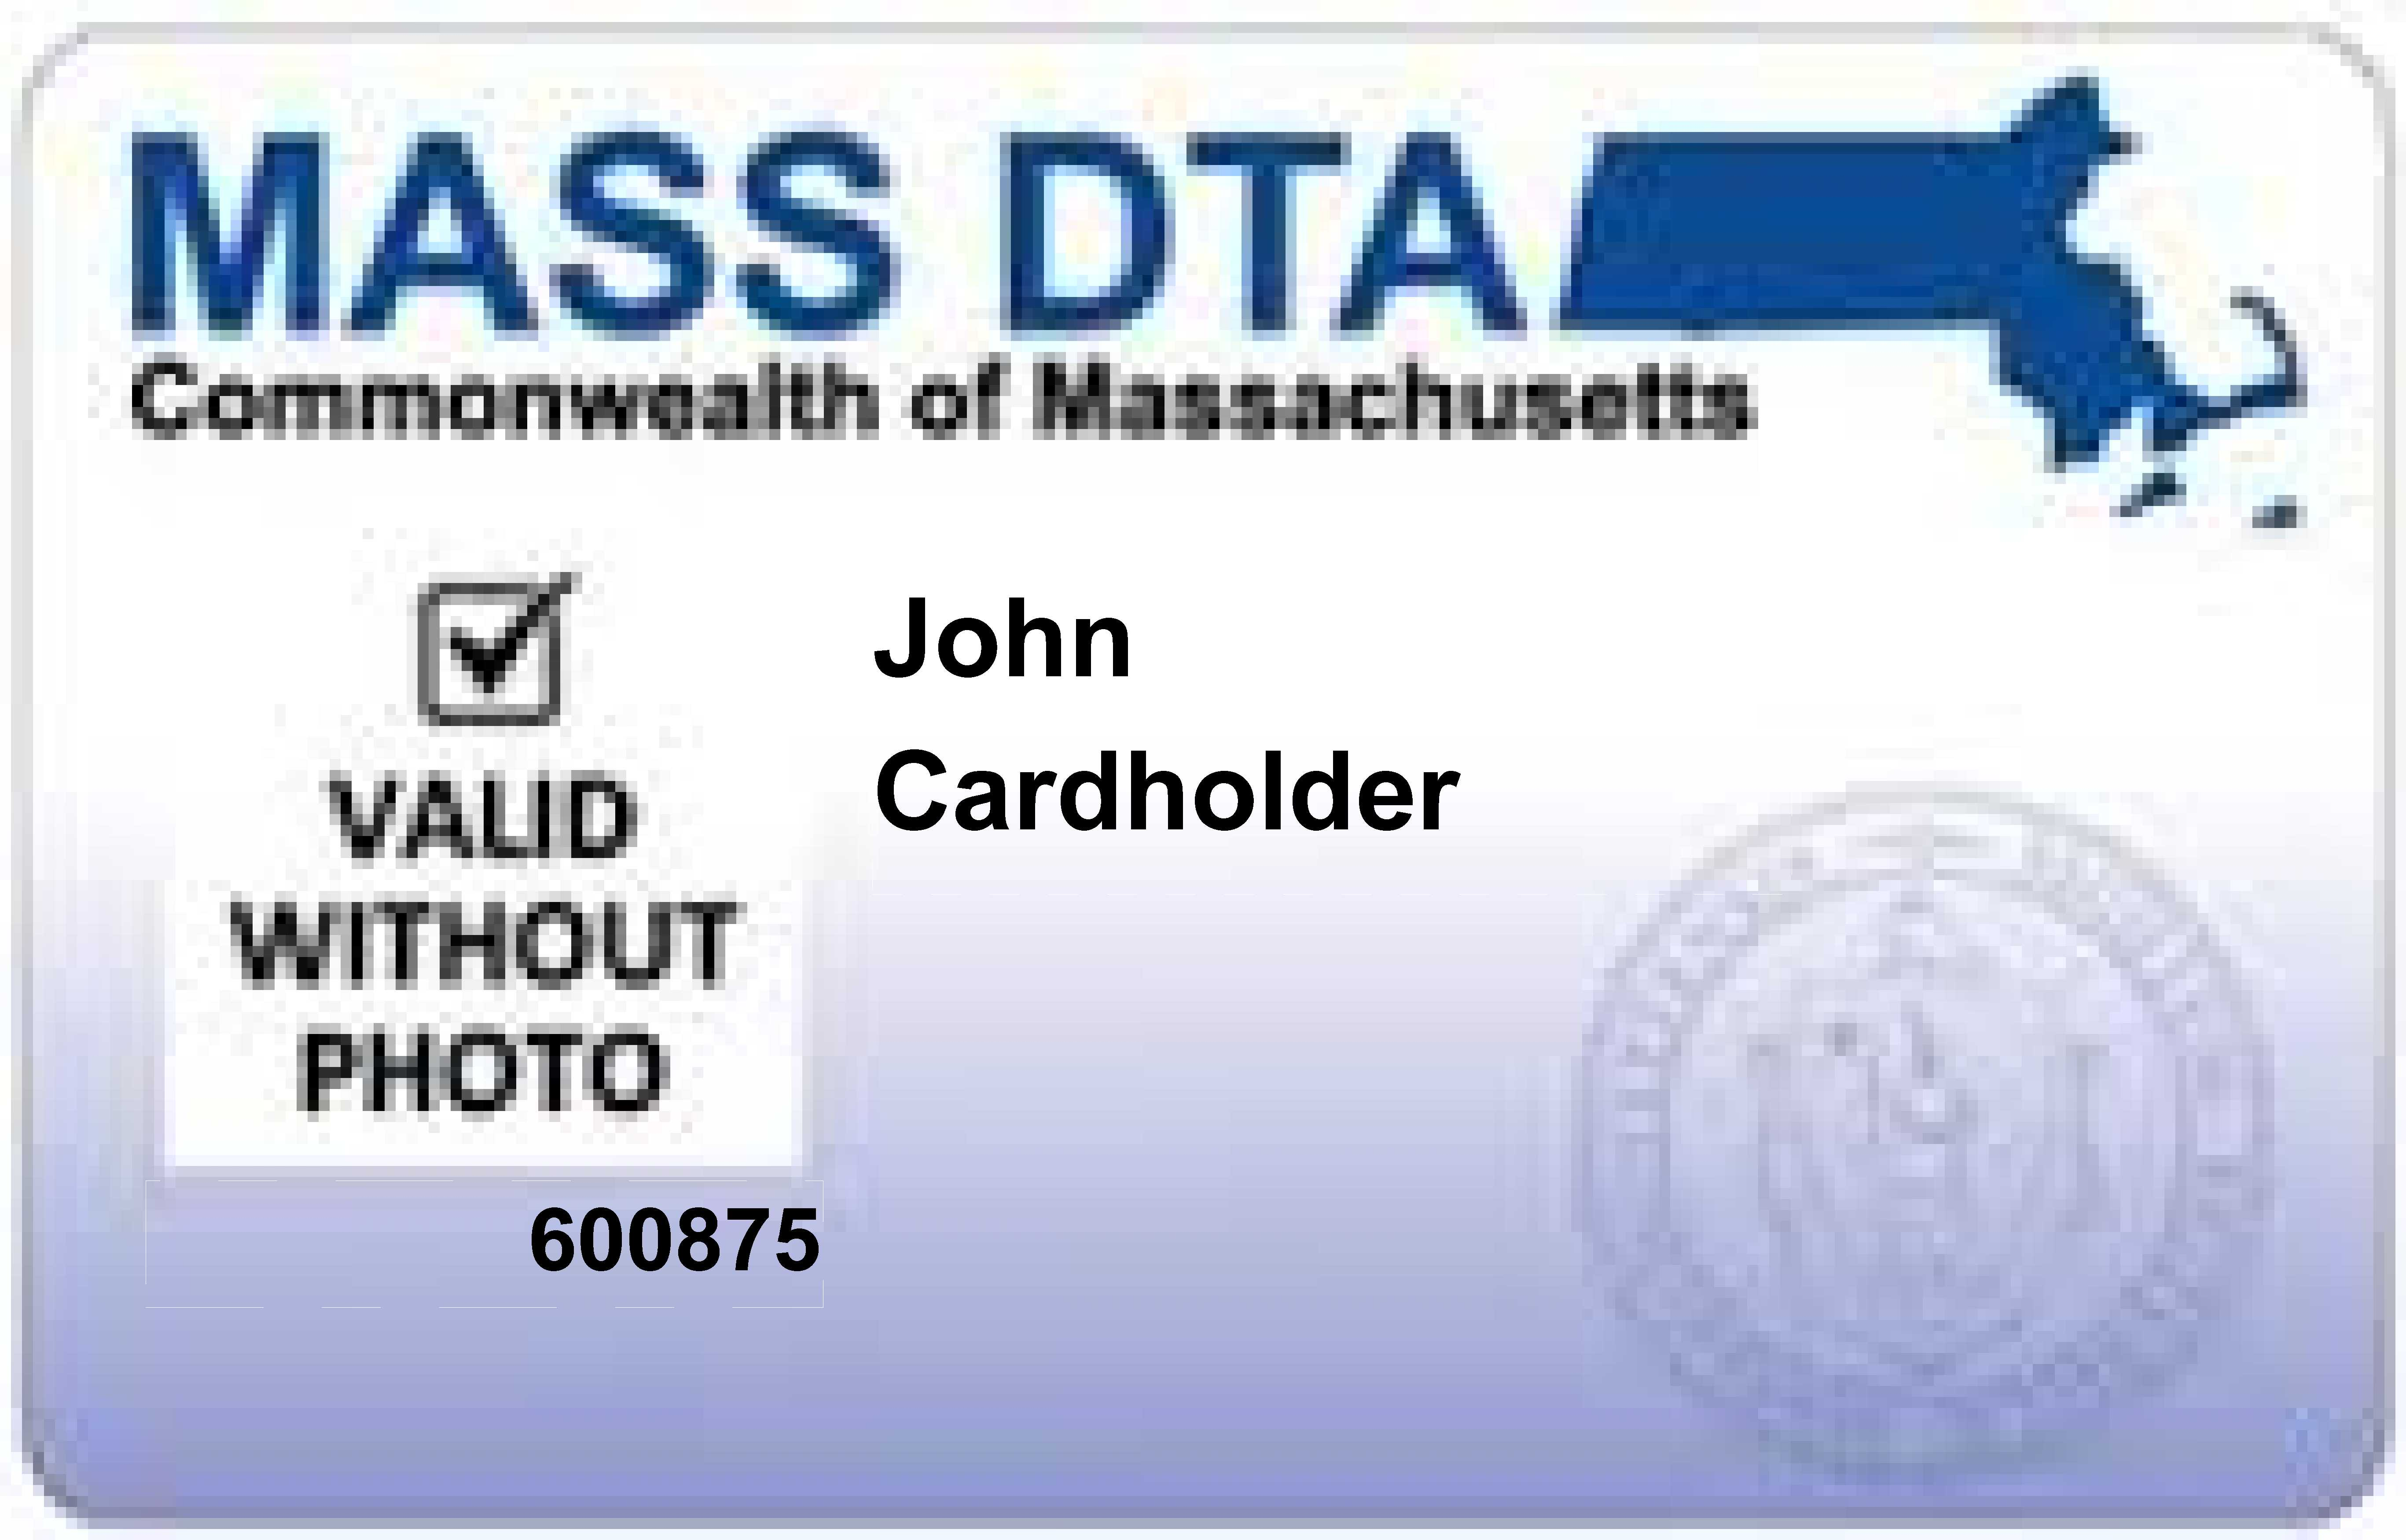 MASS DTA
Commonwealth of Massachusetts
John
Cardholder
VALID
WITHOUT
PHOTO
600875